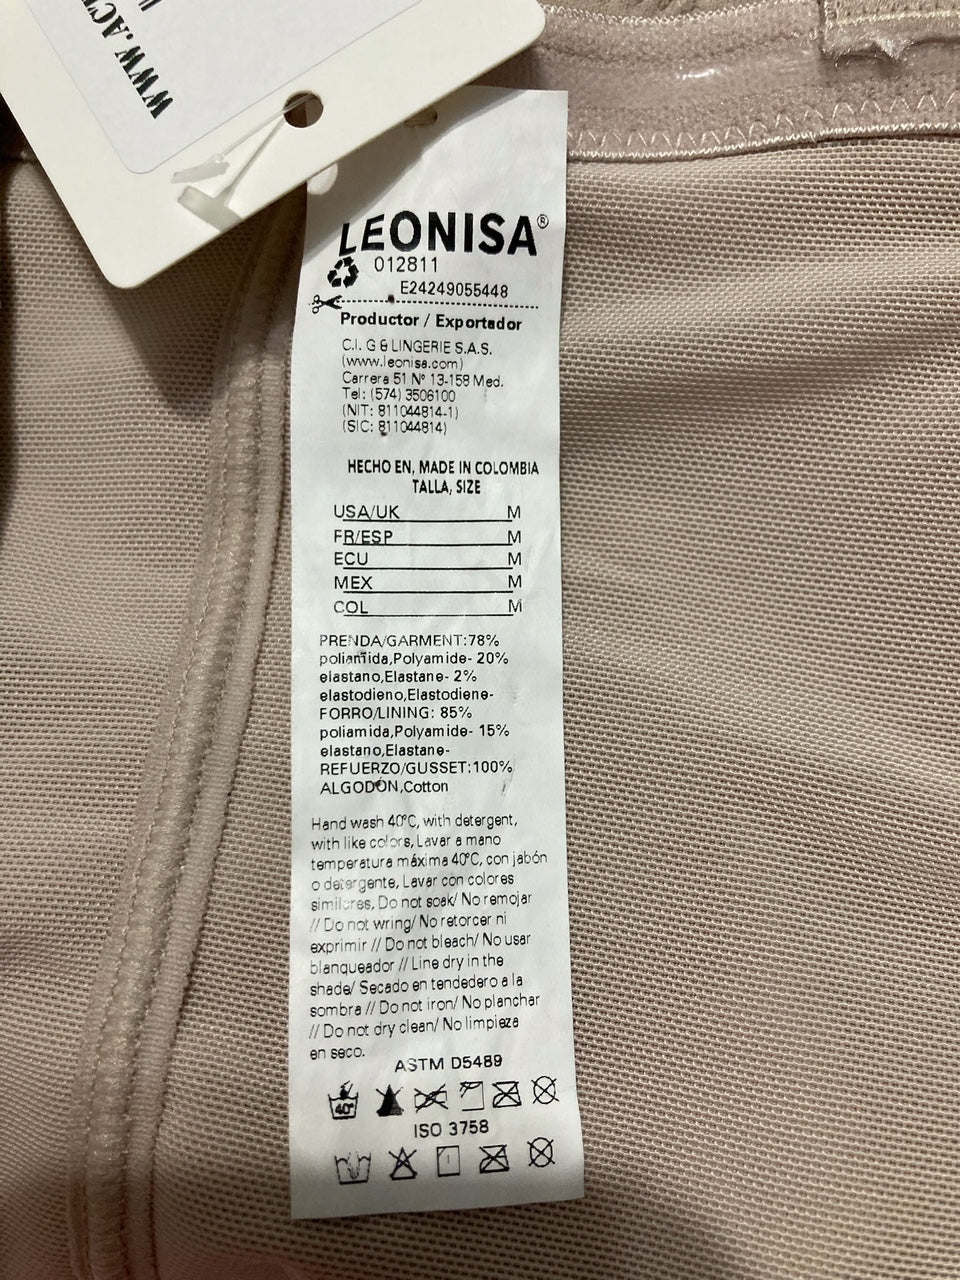 WWW.AC
LEONISA®
012811
E24249055448
Productor / Exportador
C.I. G & LINGERIE S.A.S.
(www.leonisa.com)
Carrera 51 Nº 13-158 Med.
Tel: (574) 3506100
(NIT: 811044814-1)
(SIC: 811044814)
HECHO EN, MADE IN COLOMBIA
TALLA, SIZE
USA/UK M
FR/ESP M
ECU M
MEX M
COL M
PRENDA/GARMENT:78%
poliamida,Polyamide- 20%
elastano,Elastane- 2%
elastodieno,Elastodiene-
FORRO/LINING: 85%
poliamida,Polyamide- 15%
elastano,Elastane-
REFUERZO/GUSSET:100%
ALGODÓN,Cotton
Hand wash 40°C, with detergent,
with like colors, Lavar a mano
temperatura máxima 40°C, con jabón
o detergente, Lavar con colores
similares, Do not soak/ No remojar
// Do not wring/ No retorcer ni
exprimir // Do not bleach/ No usar
blanqueador // Line dry in the
shade/ Secado en tendedero a la
sombra // Do not iron/ No planchar
// Do not dry clean/ No limpieza
en seco.
ASTM D5489
40°
ISO 3758